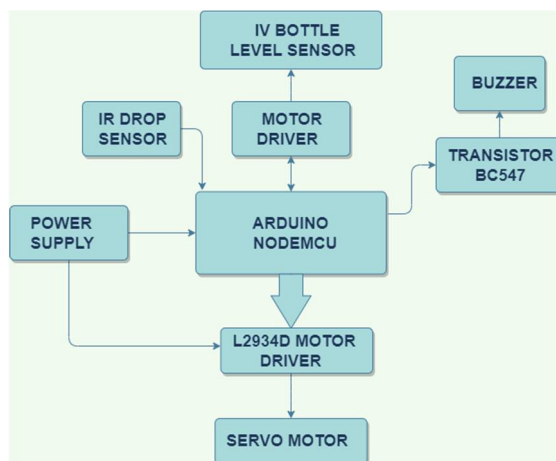 IV BOTTLE
LEVEL SENSOR
BUZZER
IR DROP
SENSOR
MOTOR
DRIVER
TRANSISTOR
BC547
POWER
SUPPLY
ARDUINO
NODEMCU
L2934D MOTOR
DRIVER
SERVO MOTOR